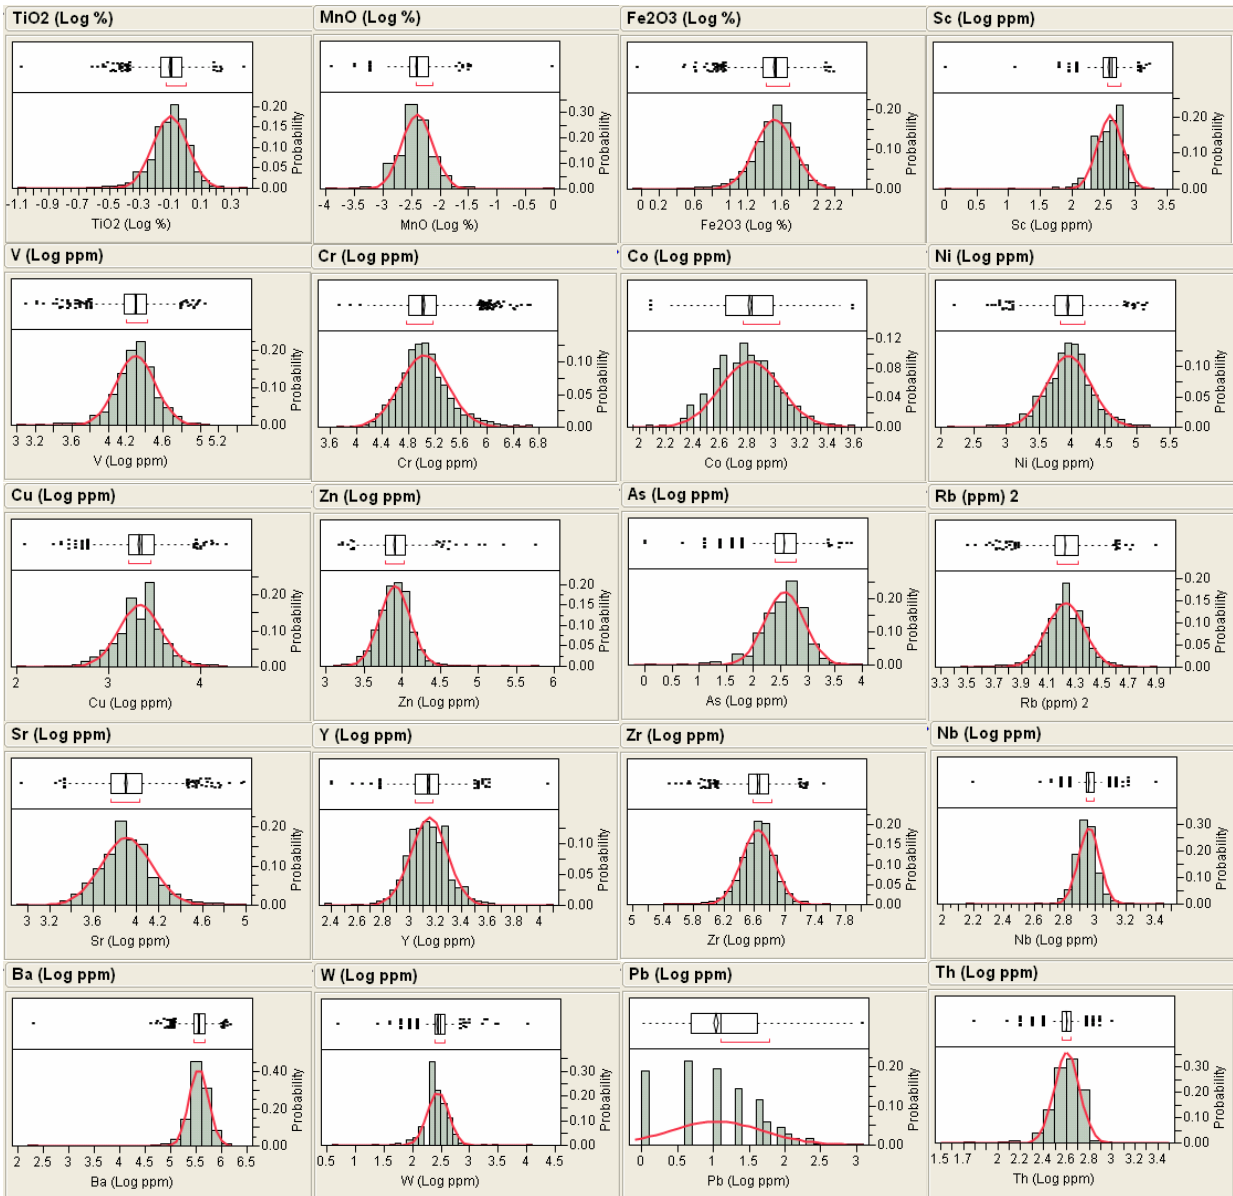 TiO2 (Log %)
MnO (Log %)
Fe2O3 (Log %)
Sc (Log ppm)
0.20
0.15
0.10
0.05
0.00
Probability
-1.1 -0.9 -0.7 -0.5 -0.3 -0.1 0.1 0.3
TiO2 (Log %)
0.30
0.20
0.10
0.00
Probability
-4 -3.5 -3 -2.5 -2 -1.5 -1 -0.5 0
MnO (Log %)
0.20
0.15
0.10
0.05
0.00
Probability
0 0.2 0.6 1 1.2 1.6 2 2.2
Fe2O3 (Log %)
0.20
0.10
0.00
Probability
0 0.5 1 1.5 2 2.5 3 3.5
Sc (Log ppm)
V (Log ppm)
Cr (Log ppm)
Co (Log ppm)
Ni (Log ppm)
0.20
0.10
0.00
Probability
3 3.2 3.6 4.2 4.6 5.2
V (Log ppm)
0.10
0.05
0.00
Probability
3.6 4 4.4 4.8 5.2 5.6 6 6.4 6.8
Cr (Log ppm)
0.12
0.08
0.04
0.00
Probability
2 2.2 2.6 3 3.2 3.6
Co (Log ppm)
0.10
0.05
0.00
Probability
2 2.5 3 3.5 4 4.5 5 5.5
Ni (Log ppm)
Cu (Log ppm)
Zn (Log ppm)
As (Log ppm)
Rb (ppm) 2
0.20
0.10
0.00
Probability
2 3 4
Cu (Log ppm)
0.20
0.15
0.10
0.05
0.00
Probability
3 3.5 4 4.5 5 5.5 6
Zn (Log ppm)
0.20
0.10
0.00
Probability
0 0.5 1 1.5 2 2.5 3 3.5 4
As (Log ppm)
0.20
0.15
0.10
0.05
0.00
Probability
3.3 3.5 3.7 3.9 4.1 4.3 4.5 4.7 4.9
Rb (ppm) 2
Sr (Log ppm)
Y (Log ppm)
Zr (Log ppm)
Nb (Log ppm)
0.20
0.10
0.00
Probability
3 3.2 3.6 4 4.2 4.6 5
Sr (Log ppm)
0.10
0.05
0.00
Probability
2.4 2.6 2.8 3 3.2 3.4 3.6 3.8 4
Y (Log ppm)
0.20
0.15
0.10
0.05
0.00
Probability
5 5.4 6 6.2 6.6 7 7.4 7.8
Zr (Log ppm)
0.30
0.20
0.10
0.00
Probability
2 2.2 2.6 2.8 3 3.2 3.4
Nb (Log ppm)
Ba (Log ppm)
W (Log ppm)
Pb (Log ppm)
Th (Log ppm)
0.40
0.20
0.00
Probability
2 2.5 3 3.5 4 4.5 5 5.5 6 6.5
Ba (Log ppm)
0.30
0.20
0.10
0.00
Probability
0.5 1 1.5 2 2.5 3 3.5 4 4.5
W (Log ppm)
0.20
0.10
0.00
Probability
0 0.5 1 1.5 2 2.5 3
Pb (Log ppm)
0.30
0.20
0.10
0.00
Probability
1.5 1.7 2 2.2 2.4 2.6 2.8 3 3.2 3.4
Th (Log ppm)